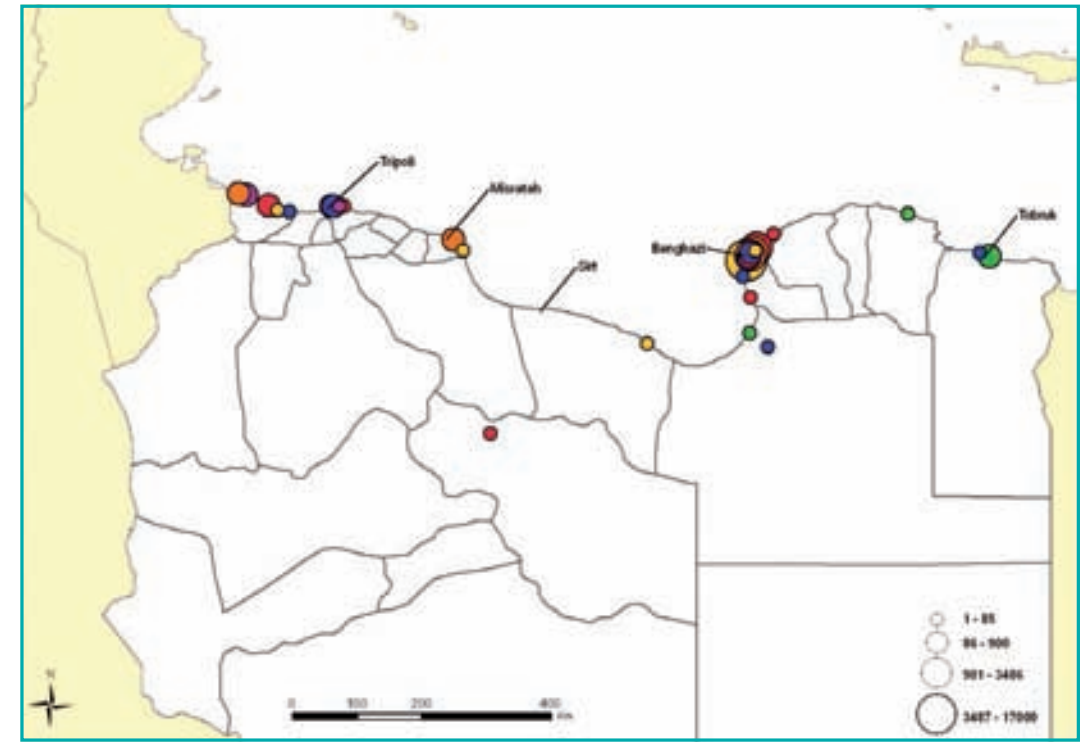 Tripoli
Misratah
Tobruk
Benghazi
Sirt
N
1 - 85
86 - 900
901 - 3486
3487 - 17000
0 100 200 400
Km